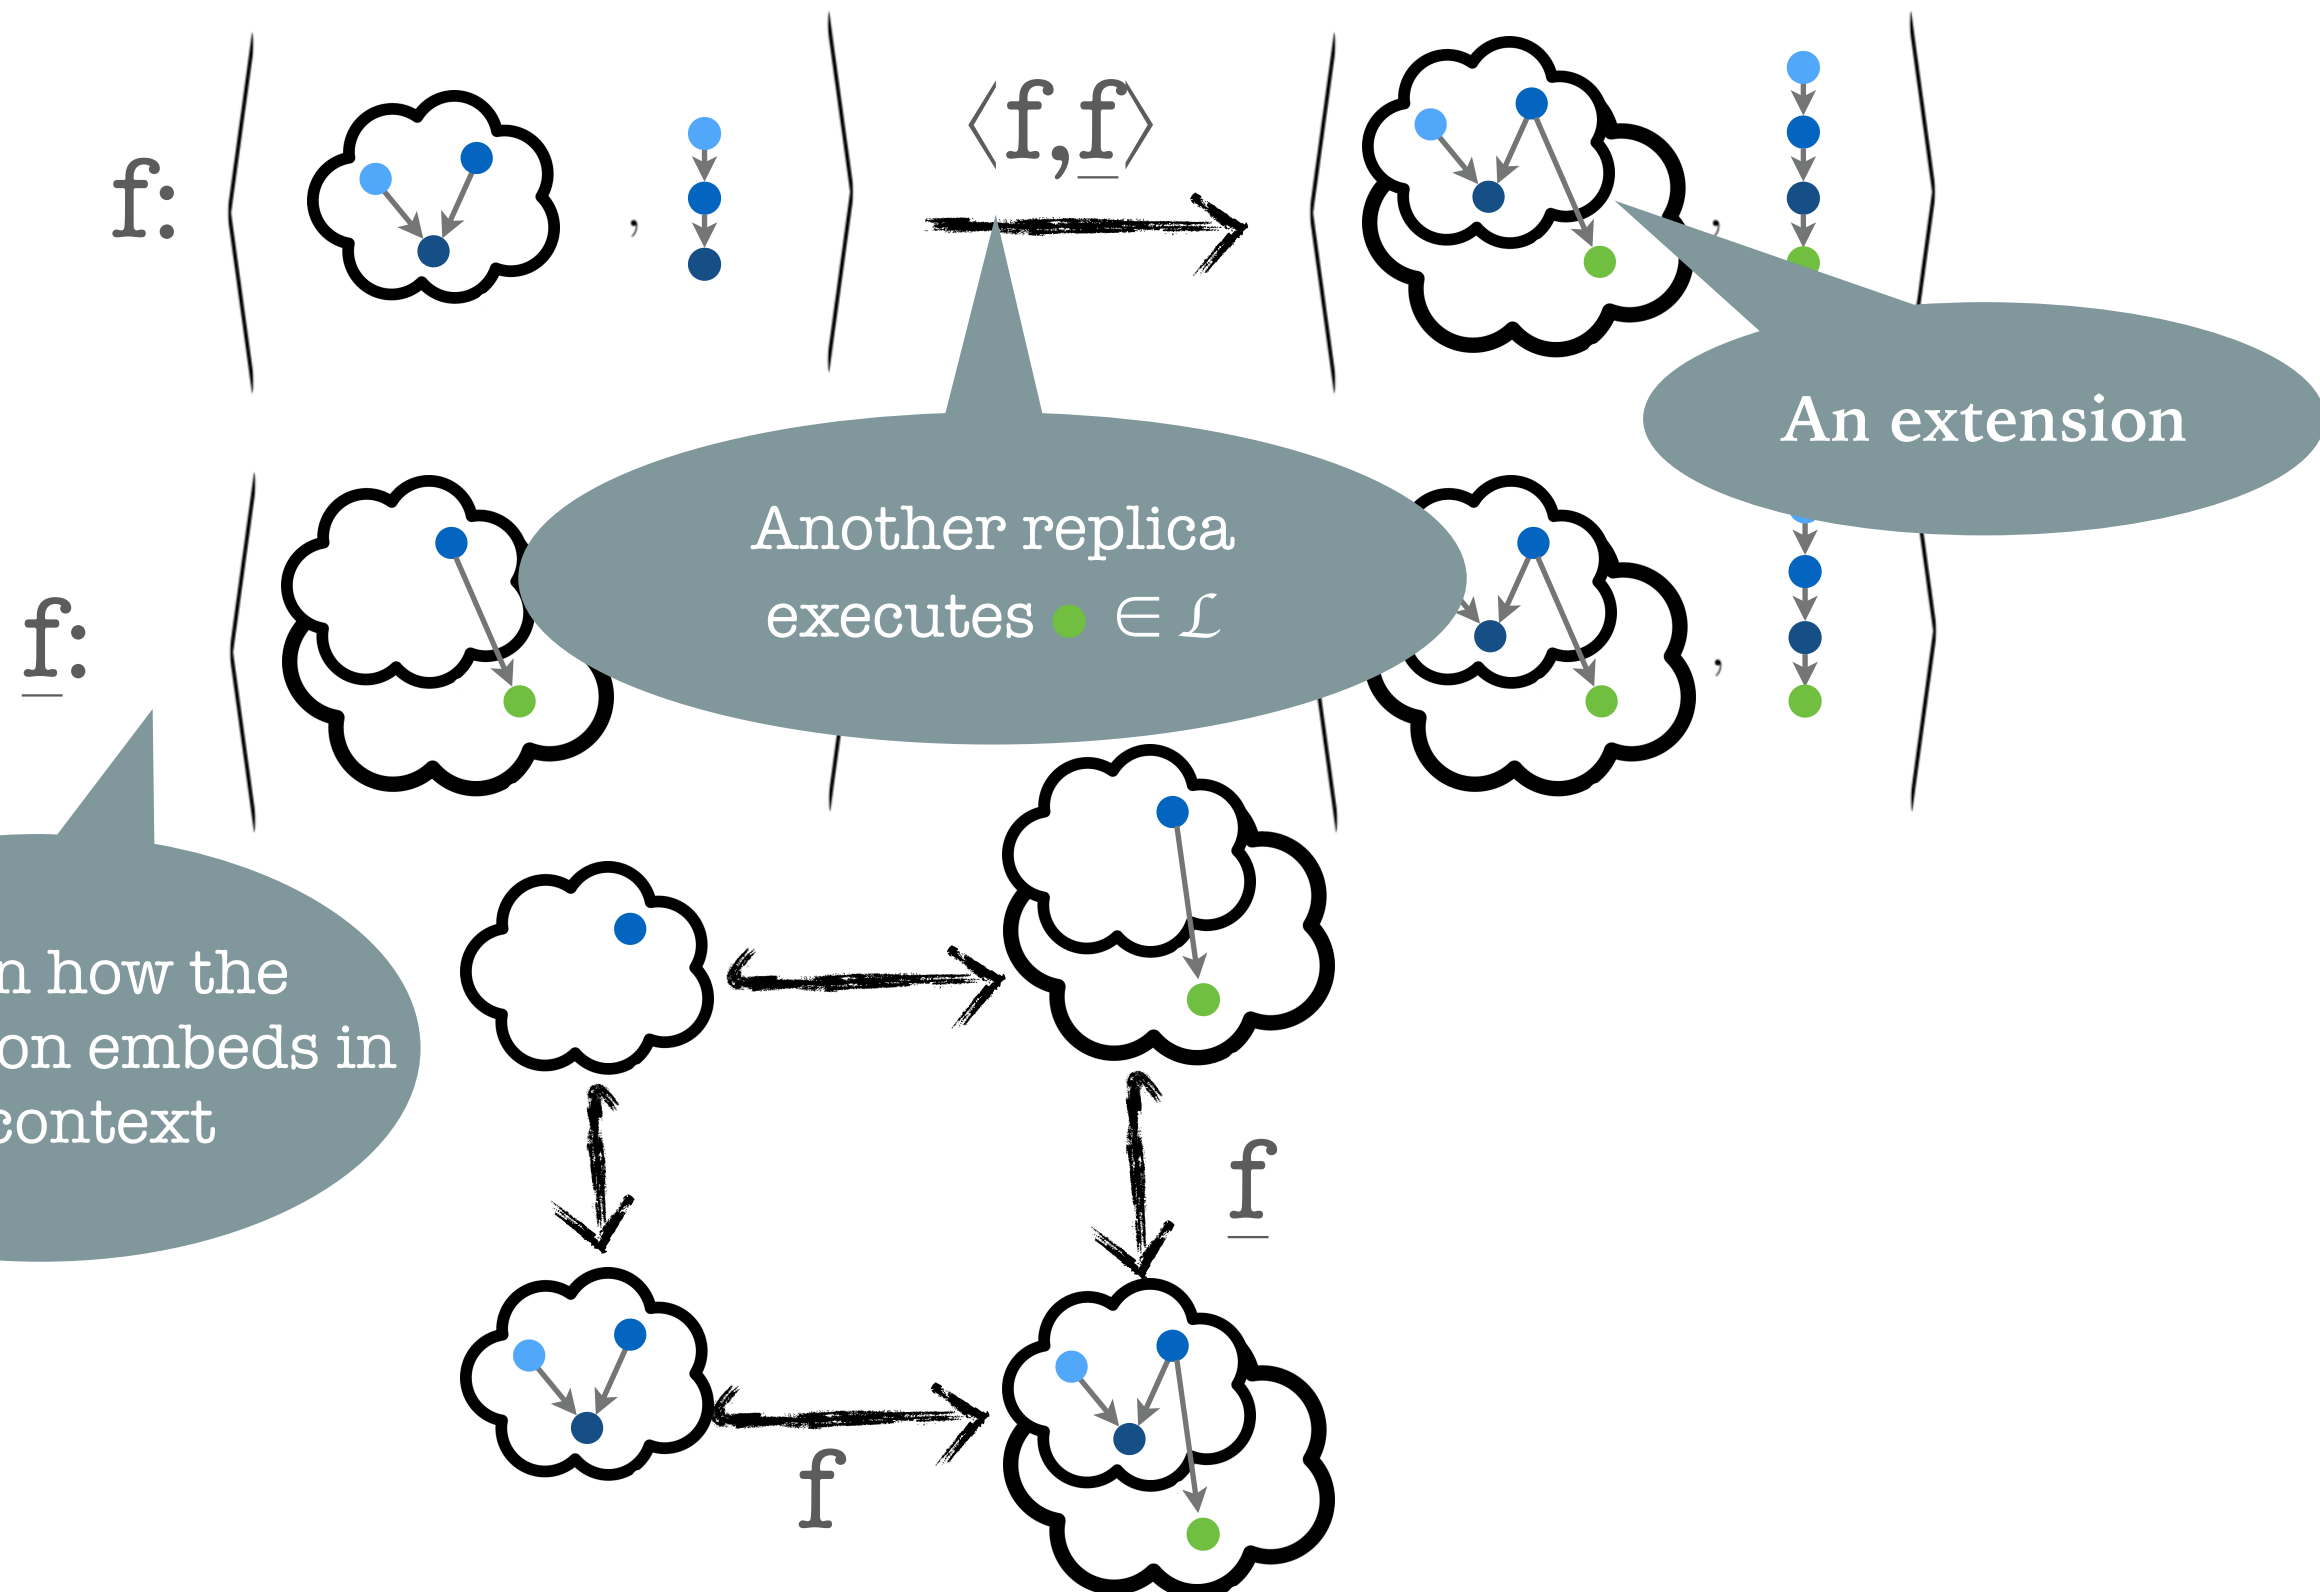 f:
,
⟨f,f⟩
,
An extension
Another replica
executes ∈ ℒ
f:
,
n how the
on embeds in
context
f
f